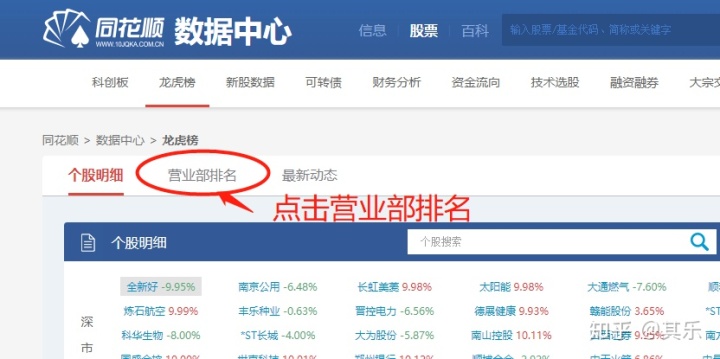 同花顺 数据中心 信息 股票 百科 输入股票/基金代码、简称或关键字
WWW.10JQKA.COM.CN
科创板 龙虎榜 新股数据 可转债 财务分析 资金流向 技术选股 融资融券 大宗交
同花顺 > 数据中心 > 龙虎榜
个股明细 营业部排名 最新动态
点击营业部排名
个股明细 个股搜索
全新好 -9.95% 南京公用 -6.48% 长虹美菱 9.98% 太阳能 9.98% 大通燃气 -7.60%
炼石航空 9.99% 丰乐种业 -0.63% 晋控电力 -6.56% 德展健康 9.93% 赣能股份 3.65%
深 科华生物 -8.00% *ST长城 -4.00% 大为股份 -5.87% 南山控股 10.11% 9.95%
市
知乎 @其乐